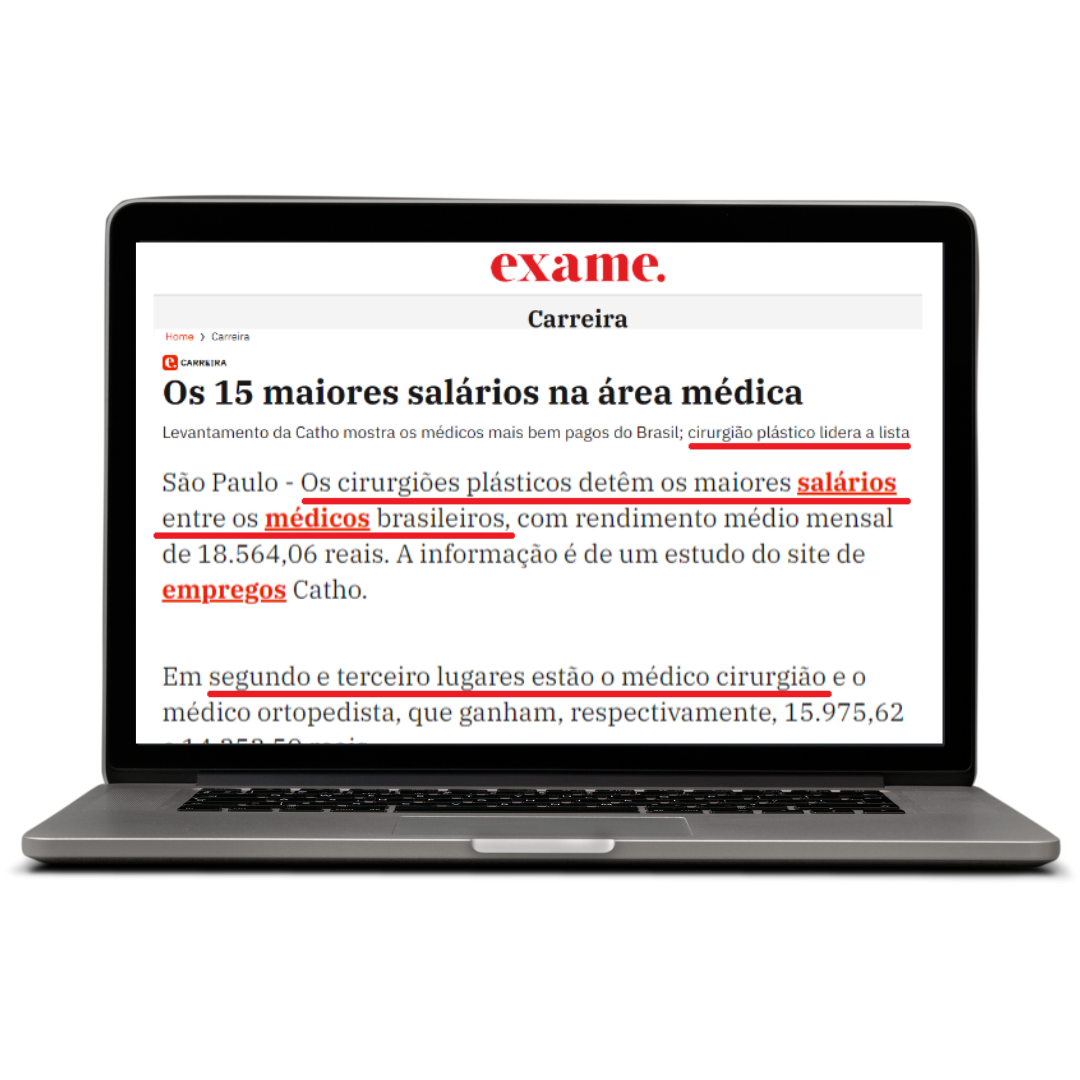 exame.
Carreira
Home > Carreira
e. CARREIRA
Os 15 maiores salários na área médica
Levantamento da Catho mostra os médicos mais bem pagos do Brasil; cirurgião plástico lidera a lista
São Paulo - Os cirurgiões plásticos detêm os maiores salários
entre os médicos brasileiros, com rendimento médio mensal
de 18.564,06 reais. A informação é de um estudo do site de
empregos Catho.
Em segundo e terceiro lugares estão o médico cirurgião e o
médico ortopedista, que ganham, respectivamente, 15.975,62